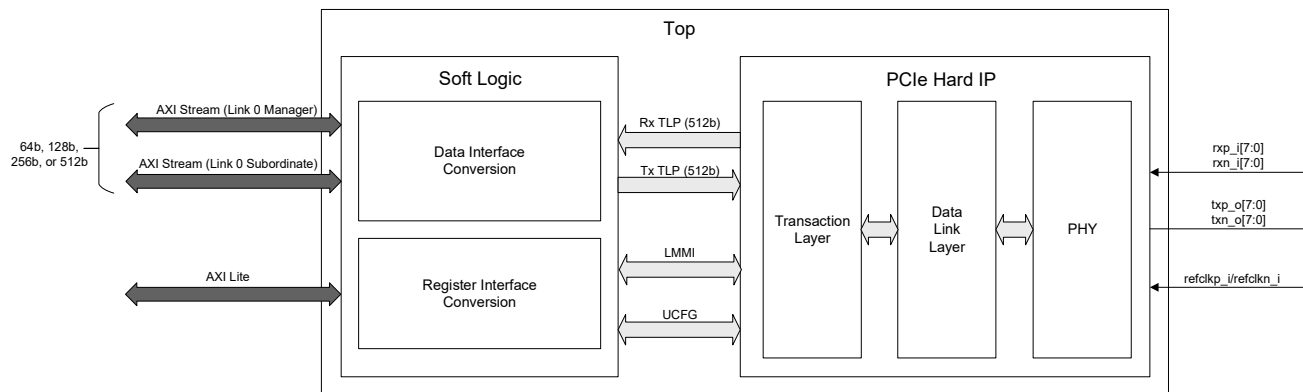 Top
Soft Logic
PCIe Hard IP
AXI Stream (Link 0 Manager)
64b, 128b,
256b, or 512b
AXI Stream (Link 0 Subordinate)
Data Interface
Conversion
Rx TLP (512b)
Tx TLP (512b)
AXI Lite
Register Interface
Conversion
LMMI
UCFG
Transaction
Layer
Data
Link
Layer
PHY
rxp_i[7:0]
rxn_i[7:0]
txp_o[7:0]
txn_o[7:0]
refclkp_i/refclkn_i